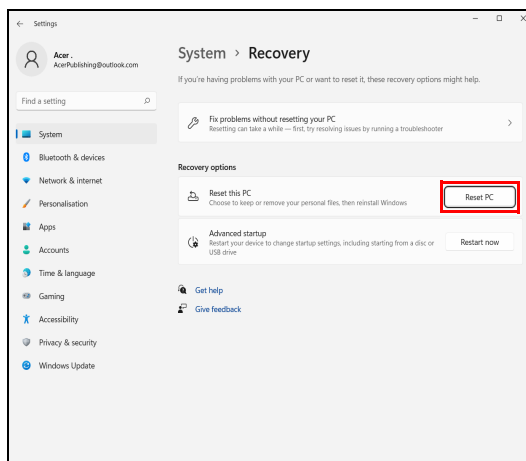 Settings
Acer .
AcerPublishing@outlook.com
Find a setting
System
Bluetooth & devices
Network & internet
Personalisation
Apps
Accounts
Time & language
Gaming
Accessibility
Privacy & security
Windows Update
System > Recovery
If you're having problems with your PC or want to reset it, these recovery options might help.
Fix problems without resetting your PC
Resetting can take a while — first, try resolving issues by running a troubleshooter
Recovery options
Reset this PC
Choose to keep or remove your personal files, then reinstall Windows
Reset PC
Advanced startup
Restart your device to change startup settings, including starting from a disc or
USB drive
Restart now
Get help
Give feedback